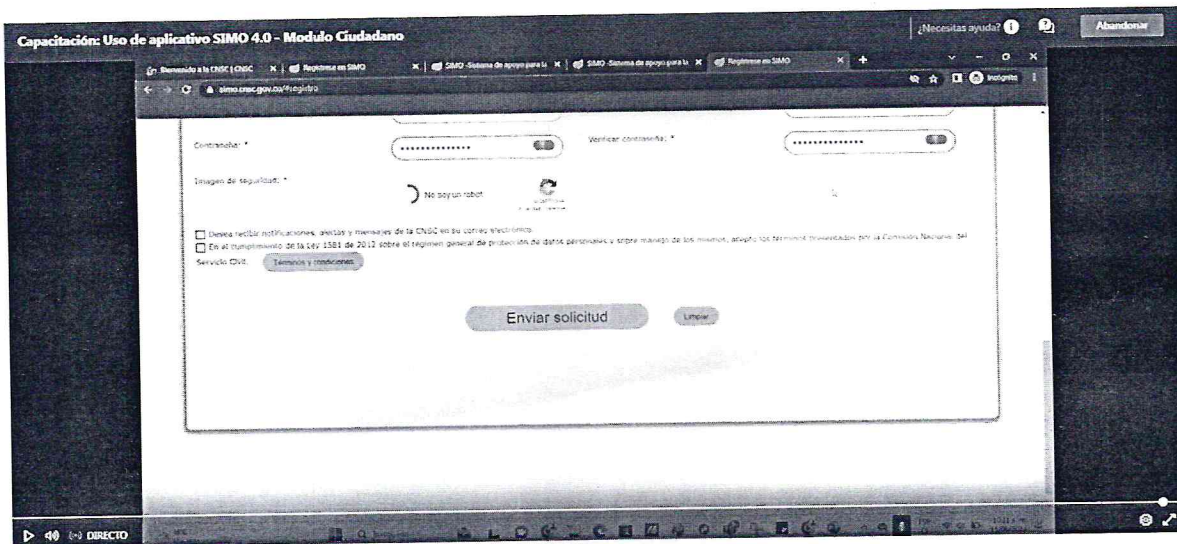 Capacitación: Uso de aplicativo SIMO 4.0 - Modulo Ciudadano
¿Necesitas ayuda?
Abandonar
Bienvenido a la CNSC | CNSC
Regístrese en SIMO
SIMO -Sistema de apoyo para la
SIMO -Sistema de apoyo para la
Regístrese en SIMO
simo.cnsc.gov.co/#registro
Incógnito
Contraseña: *
Verificar contraseña: *
Imagen de seguridad: *
No soy un robot
Desea recibir notificaciones, alertas y mensajes de la CNSC en su correo electrónico.
En el cumplimiento de la Ley 1581 de 2012 sobre el régimen general de protección de datos personales y sobre manejo de los mismos, acepto los términos presentados por la Comisión Nacional del
Servicio Civil.
Términos y condiciones
Enviar solicitud
Limpiar
DIRECTO